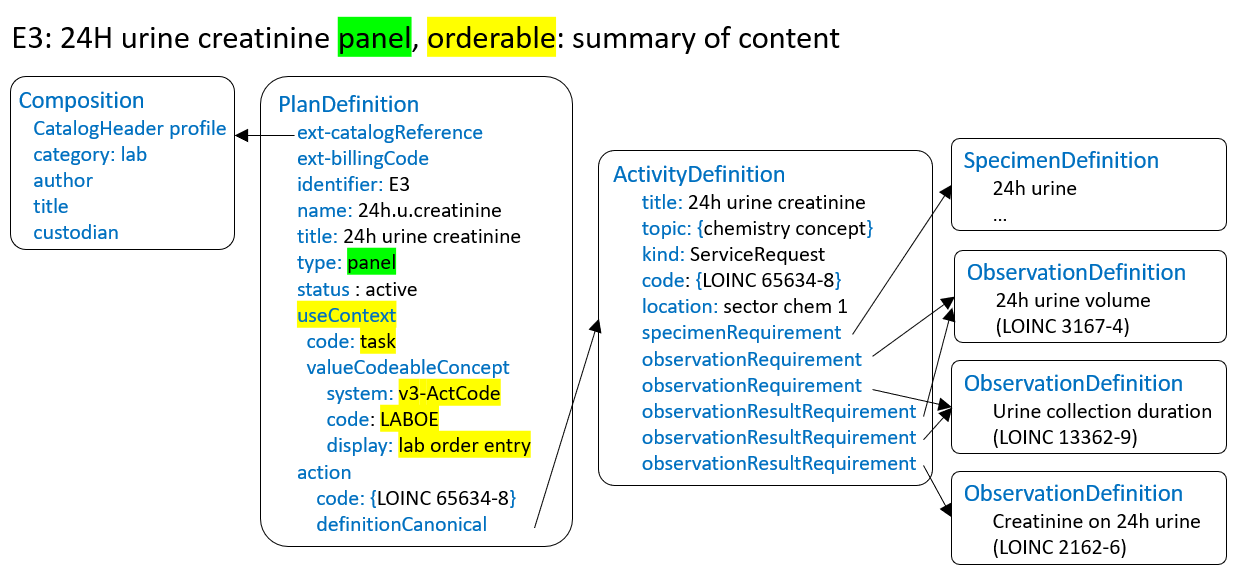 E3: 24H urine creatinine panel, orderable: summary of content
Composition
CatalogHeader profile
category: lab
author
title
custodian
PlanDefinition
ext-catalogReference
ext-billingCode
identifier: E3
name: 24h.u.creatinine
title: 24h urine creatinine
type: panel
status : active
useContext
code: task
valueCodeableConcept
system: v3-ActCode
code: LABOE
display: lab order entry
action
code: {LOINC 65634-8}
definitionCanonical
ActivityDefinition
title: 24h urine creatinine
topic: {chemistry concept}
kind: ServiceRequest
code: {LOINC 65634-8}
location: sector chem 1
specimenRequirement
observationRequirement
observationRequirement
observationResultRequirement
observationResultRequirement
observationResultRequirement
SpecimenDefinition
24h urine
...
ObservationDefinition
24h urine volume
(LOINC 3167-4)
ObservationDefinition
Urine collection duration
(LOINC 13362-9)
ObservationDefinition
Creatinine on 24h urine
(LOINC 2162-6)